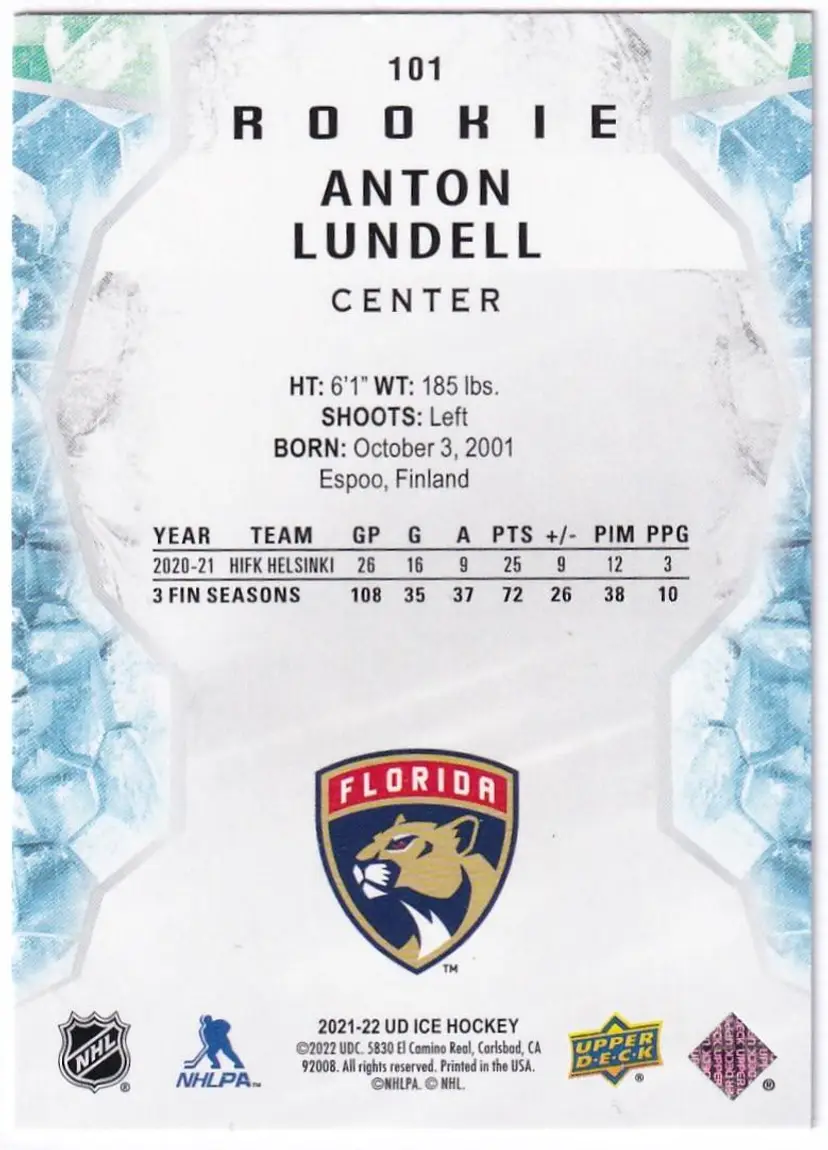 101
ROOKIE
ANTON
LUNDELL
CENTER
HT: 6'1" WT: 185 lbs.
SHOOTS: Left
BORN: October 3, 2001
Espoo, Finland
YEAR TEAM GP G A PTS +/- PIM PPG
2020-21 HIFK HELSINKI 26 16 9 25 9 12 3
3 FIN SEASONS 108 35 37 72 26 38 10
FLORIDA
TM
NHL
®
NHLPA™
2021-22 UD ICE HOCKEY
©2022 UDC. 5830 El Camino Real, Carlsbad, CA
92008. All rights reserved. Printed in the USA.
©NHLPA. © NHL.
UPPER
DECK
®
®